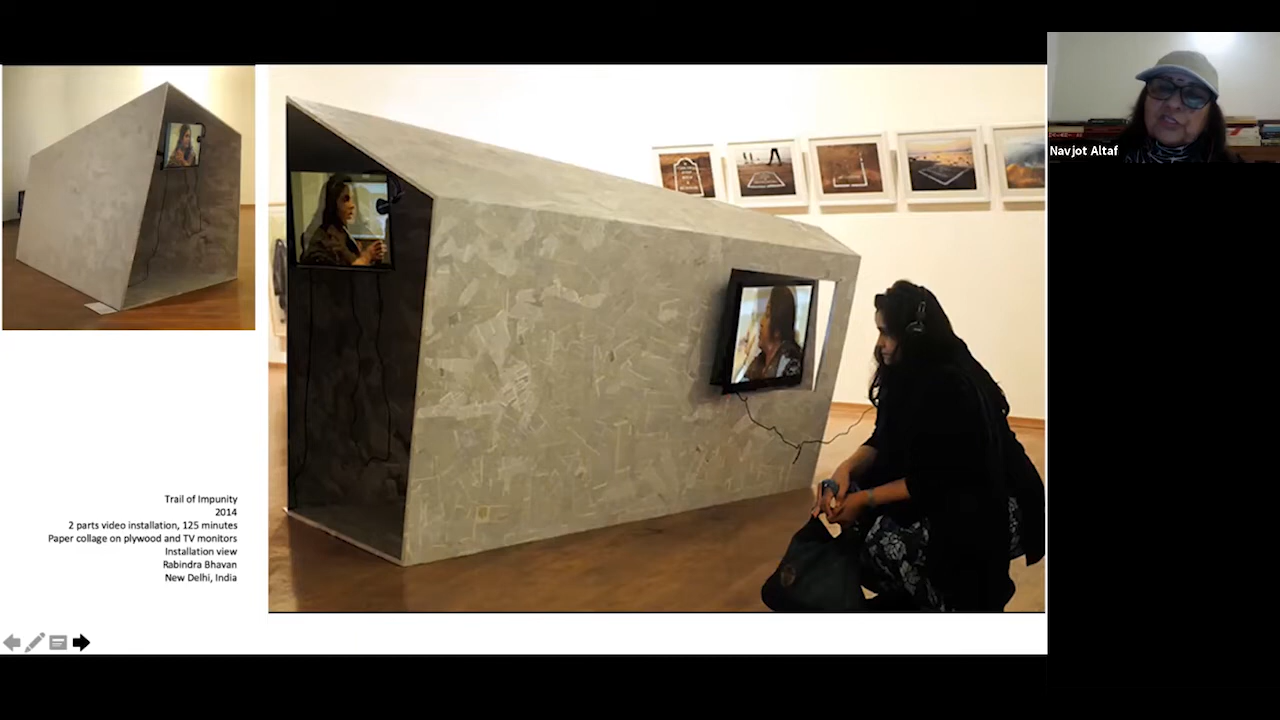 Navjot Altaf
Trail of Impunity
2014
2 parts video installation, 125 minutes
Paper collage on plywood and TV monitors
Installation view
Rabindra Bhavan
New Delhi, India